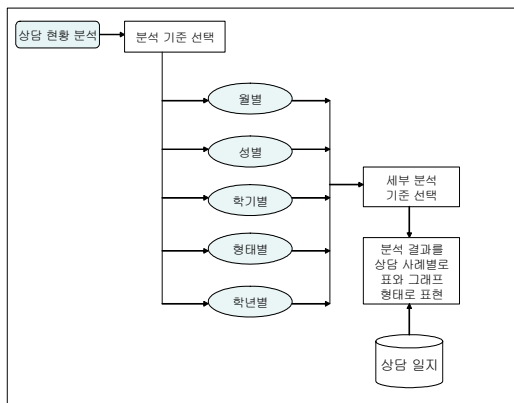 상담 현황 분석
분석 기준 선택
월별
성별
학기별
형태별
학년별
세부 분석
기준 선택
분석 결과를
상담 사례별로
표와 그래프
형태로 표현
상담 일지